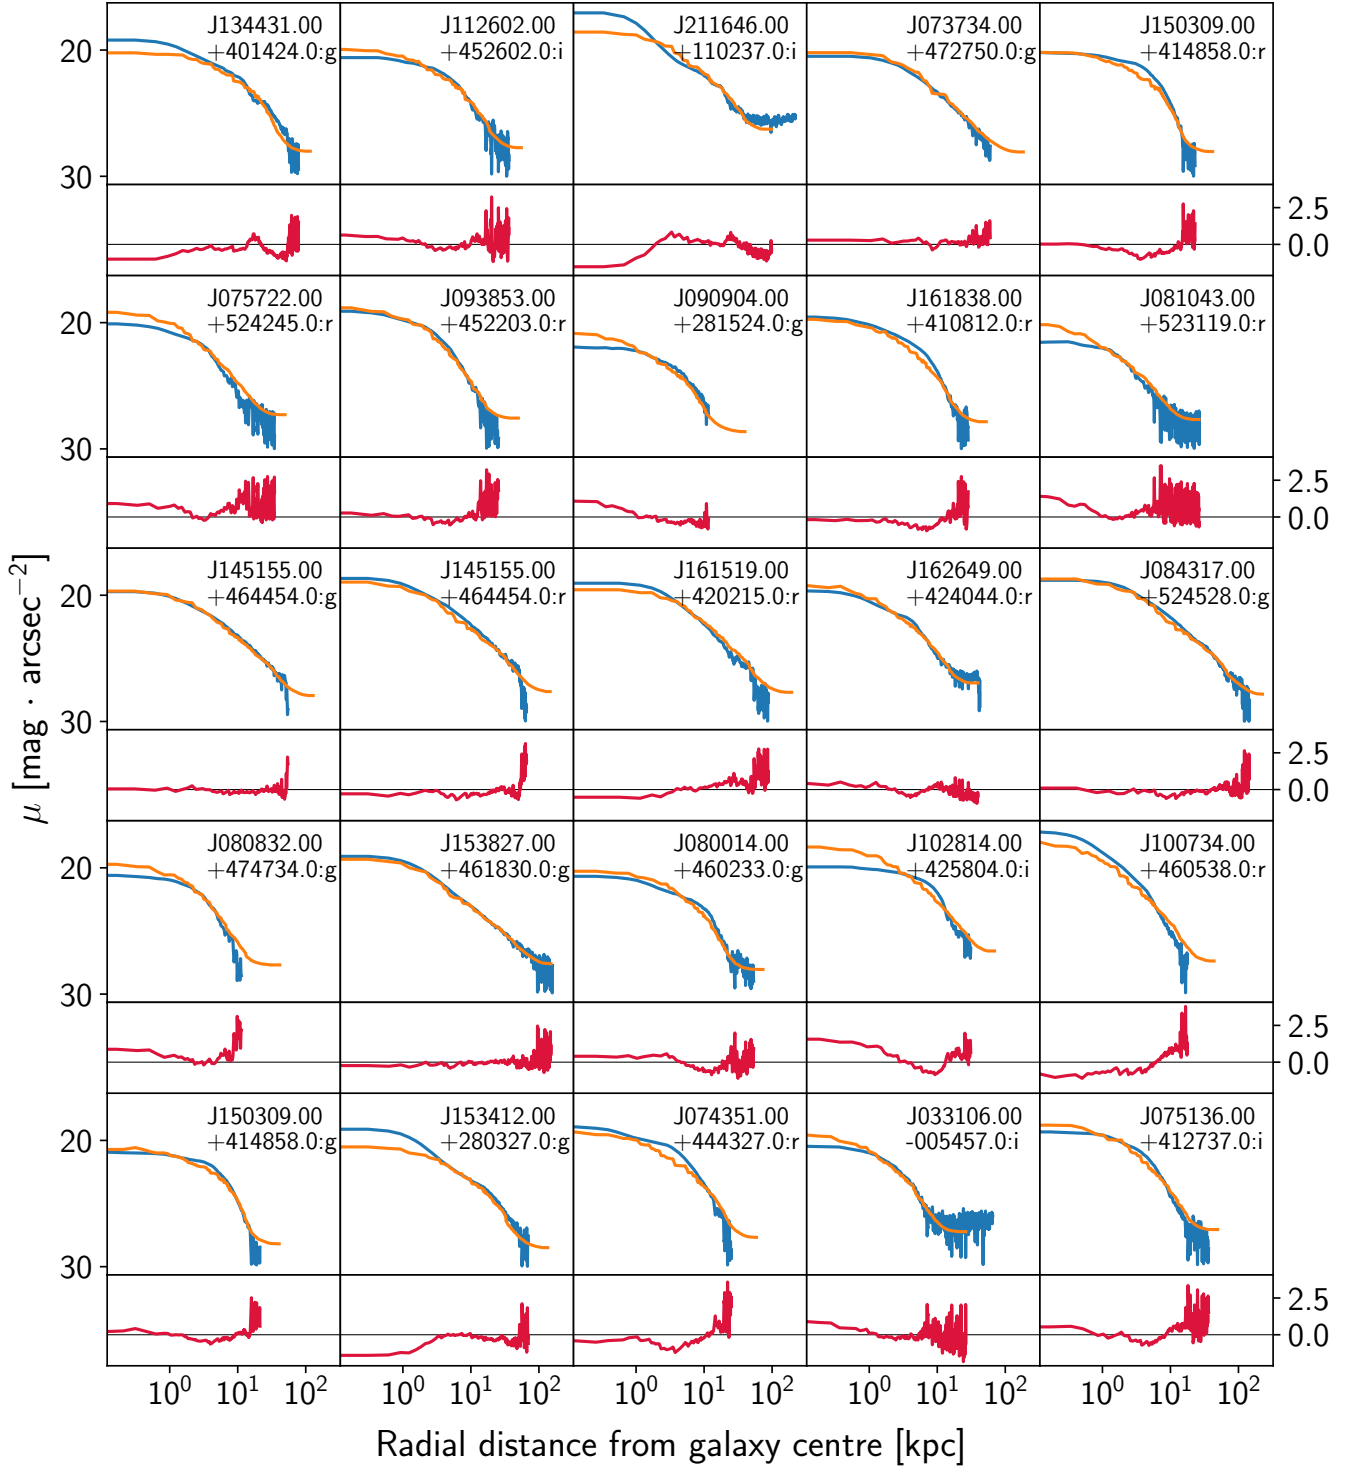 J134431.00
+401424.0:g
J112602.00
+452602.0:i
J211646.00
+110237.0:i
J073734.00
+472750.0:g
J150309.00
+414858.0:r
20
30
2.5
0.0
J075722.00
+524245.0:r
J093853.00
+452203.0:r
J090904.00
+281524.0:g
J161838.00
+410812.0:r
J081043.00
+523119.0:r
20
30
2.5
0.0
J145155.00
+464454.0:g
J145155.00
+464454.0:r
J161519.00
+420215.0:r
J162649.00
+424044.0:r
J084317.00
+524528.0:g
20
30
2.5
0.0
μ [mag · arcsec⁻²]
J080832.00
+474734.0:g
J153827.00
+461830.0:g
J080014.00
+460233.0:g
J102814.00
+425804.0:i
J100734.00
+460538.0:r
20
30
2.5
0.0
J150309.00
+414858.0:g
J153412.00
+280327.0:g
J074351.00
+444327.0:r
J033106.00
-005457.0:i
J075136.00
+412737.0:i
20
30
2.5
0.0
10⁰ 10¹ 10² 10⁰ 10¹ 10² 10⁰ 10¹ 10² 10⁰ 10¹ 10² 10⁰ 10¹ 10²
Radial distance from galaxy centre [kpc]